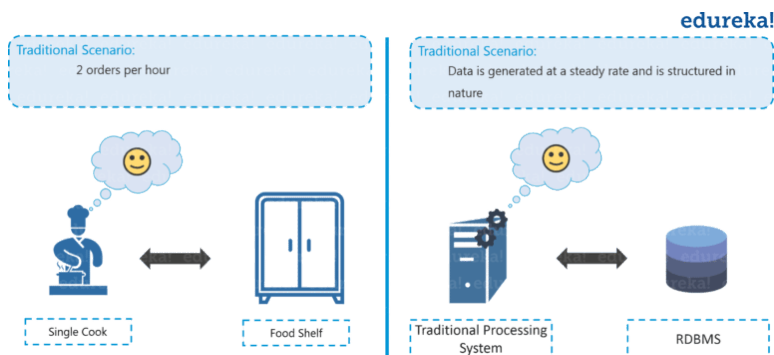 edureka!
Traditional Scenario:
2 orders per hour
Single Cook
Food Shelf
Traditional Scenario:
Data is generated at a steady rate and is structured in
nature
Traditional Processing
System
RDBMS